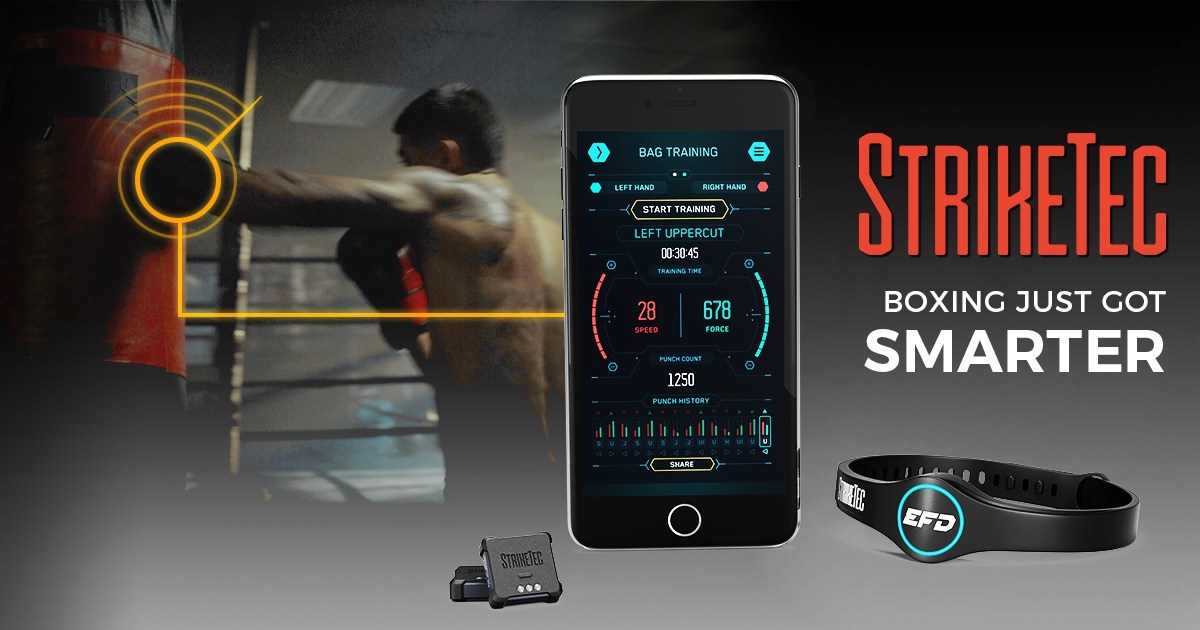 BAG TRAINING
LEFT HAND
RIGHT HAND
START TRAINING
LEFT UPPERCUT
00:30:45
TRAINING TIME
28
SPEED
678
FORCE
PUNCH COUNT
1250
PUNCH HISTORY
SHARE
STRIKETEC
BOXING JUST GOT
SMARTER
STRIKETEC
EFD
STRIKETEC